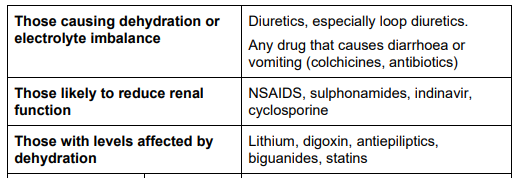 Those causing dehydration or
electrolyte imbalance
Diuretics, especially loop diuretics.
Any drug that causes diarrhoea or
vomiting (colchicines, antibiotics)
Those likely to reduce renal
function
NSAIDS, sulphonamides, indinavir,
cyclosporine
Those with levels affected by
dehydration
Lithium, digoxin, antiepiliptics,
biguanides, statins